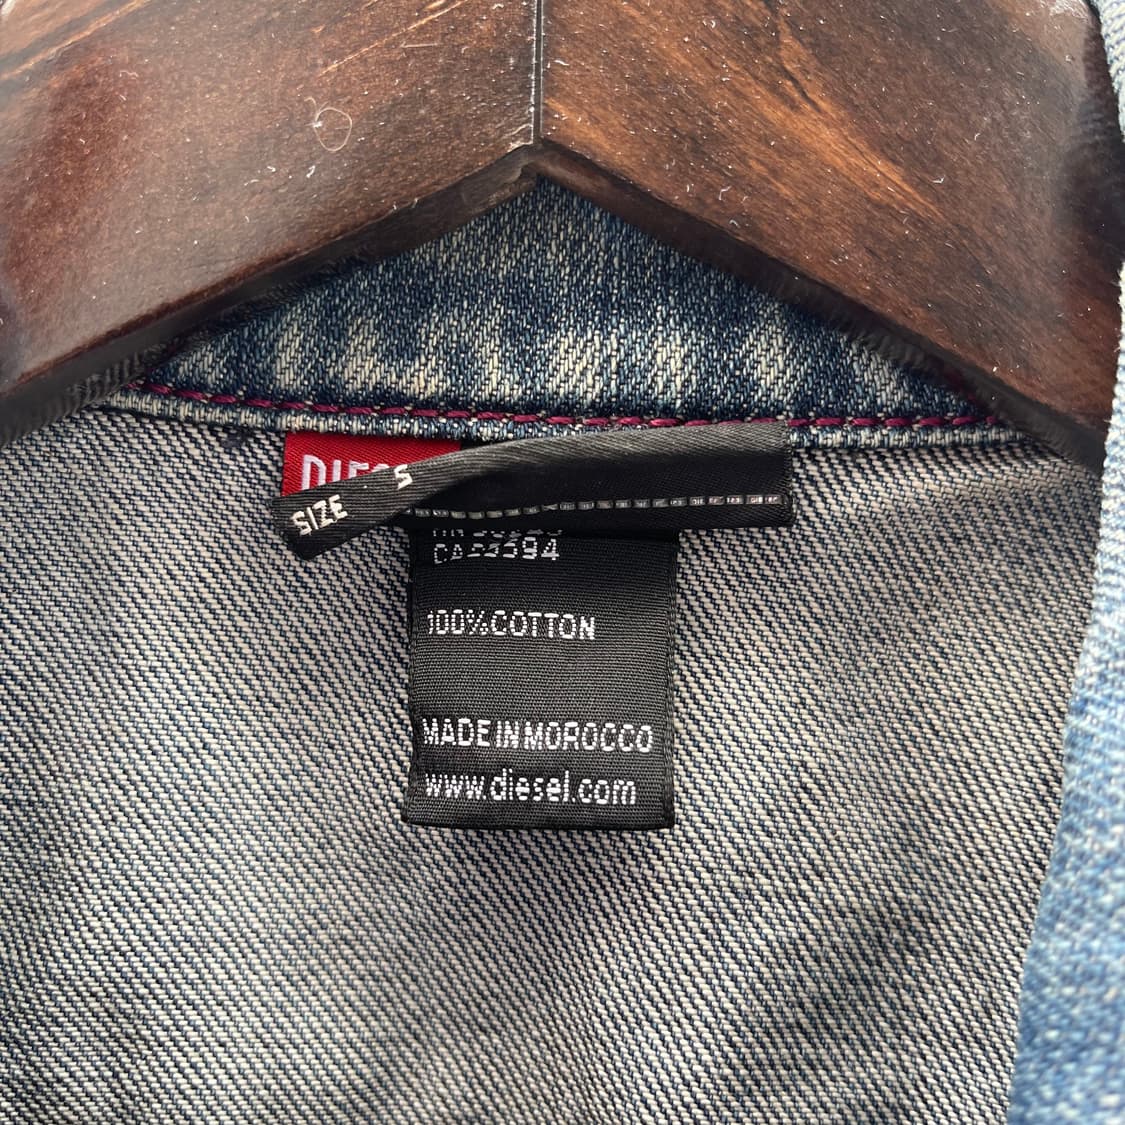 SIZE S
100%COTTON
MADE IN MOROCCO
www.diesel.com